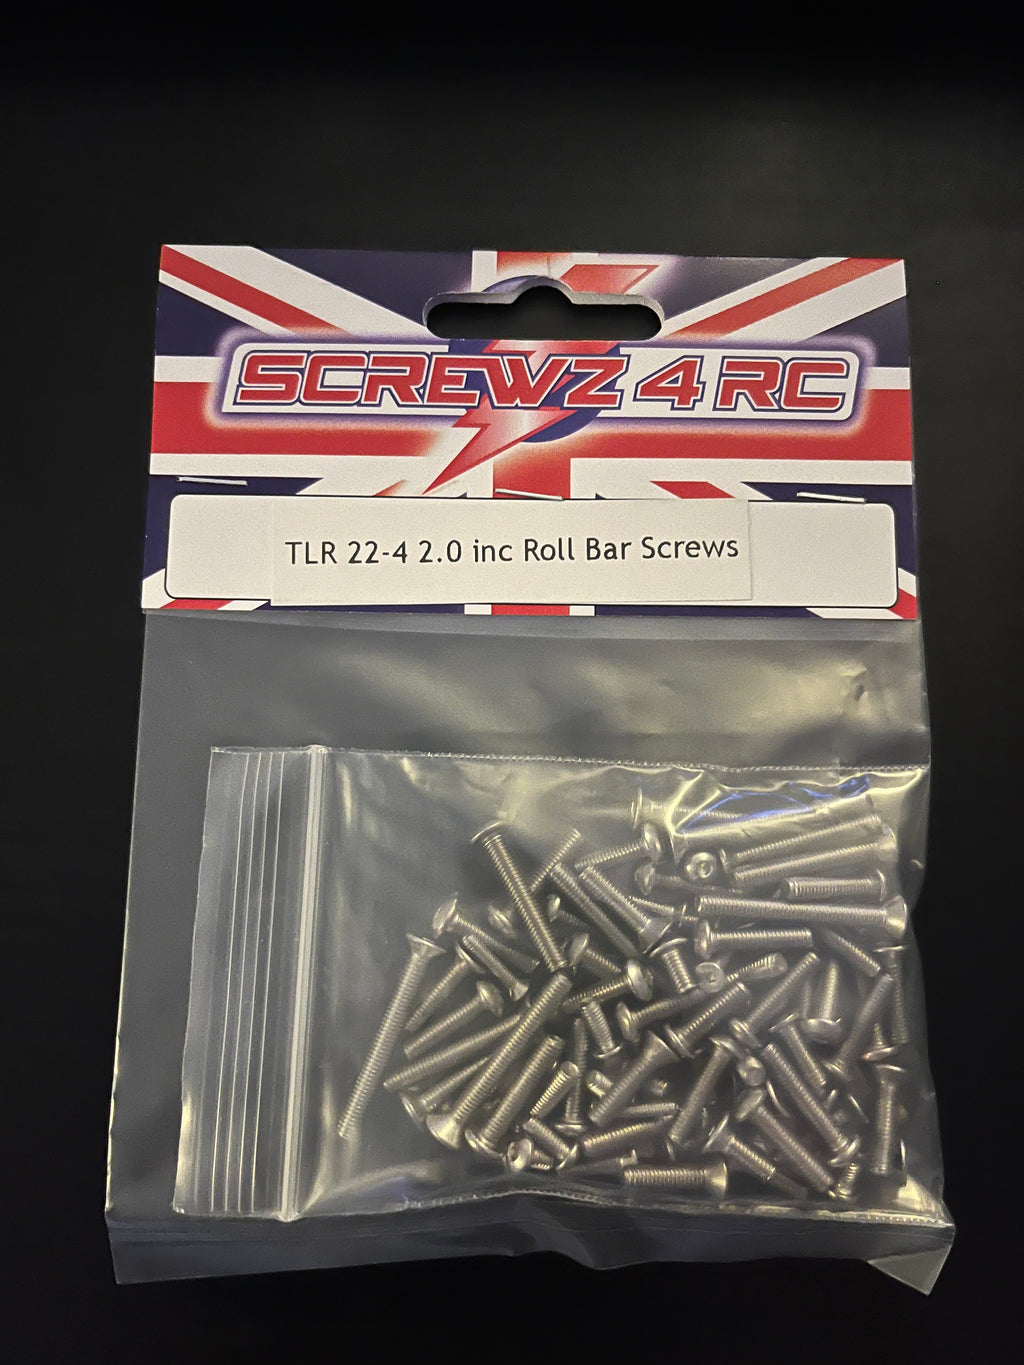 SCREWZ 4 RC
TLR 22-4 2.0 inc Roll Bar Screws